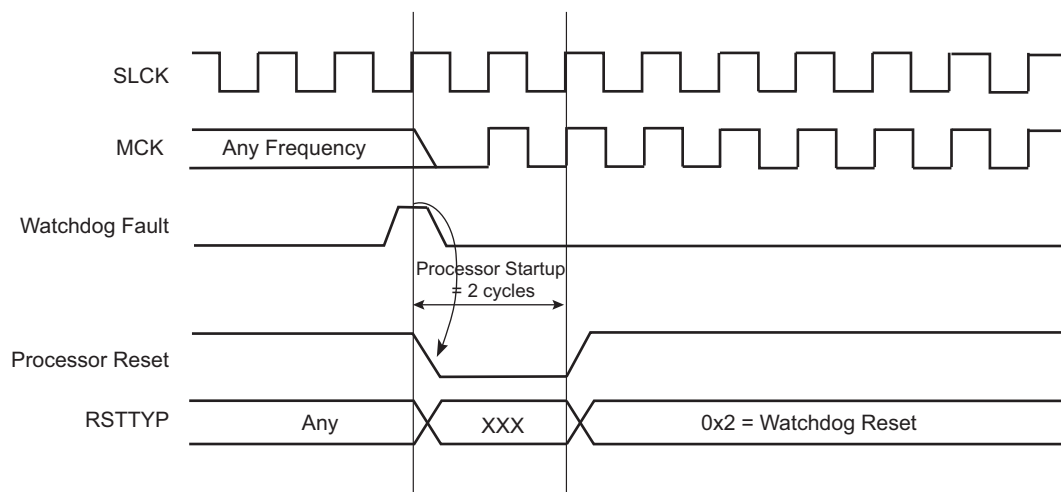 SLCK
MCK
Any Frequency
Watchdog Fault
Processor Startup
= 2 cycles
Processor Reset
RSTTYP
Any
XXX
0x2 = Watchdog Reset